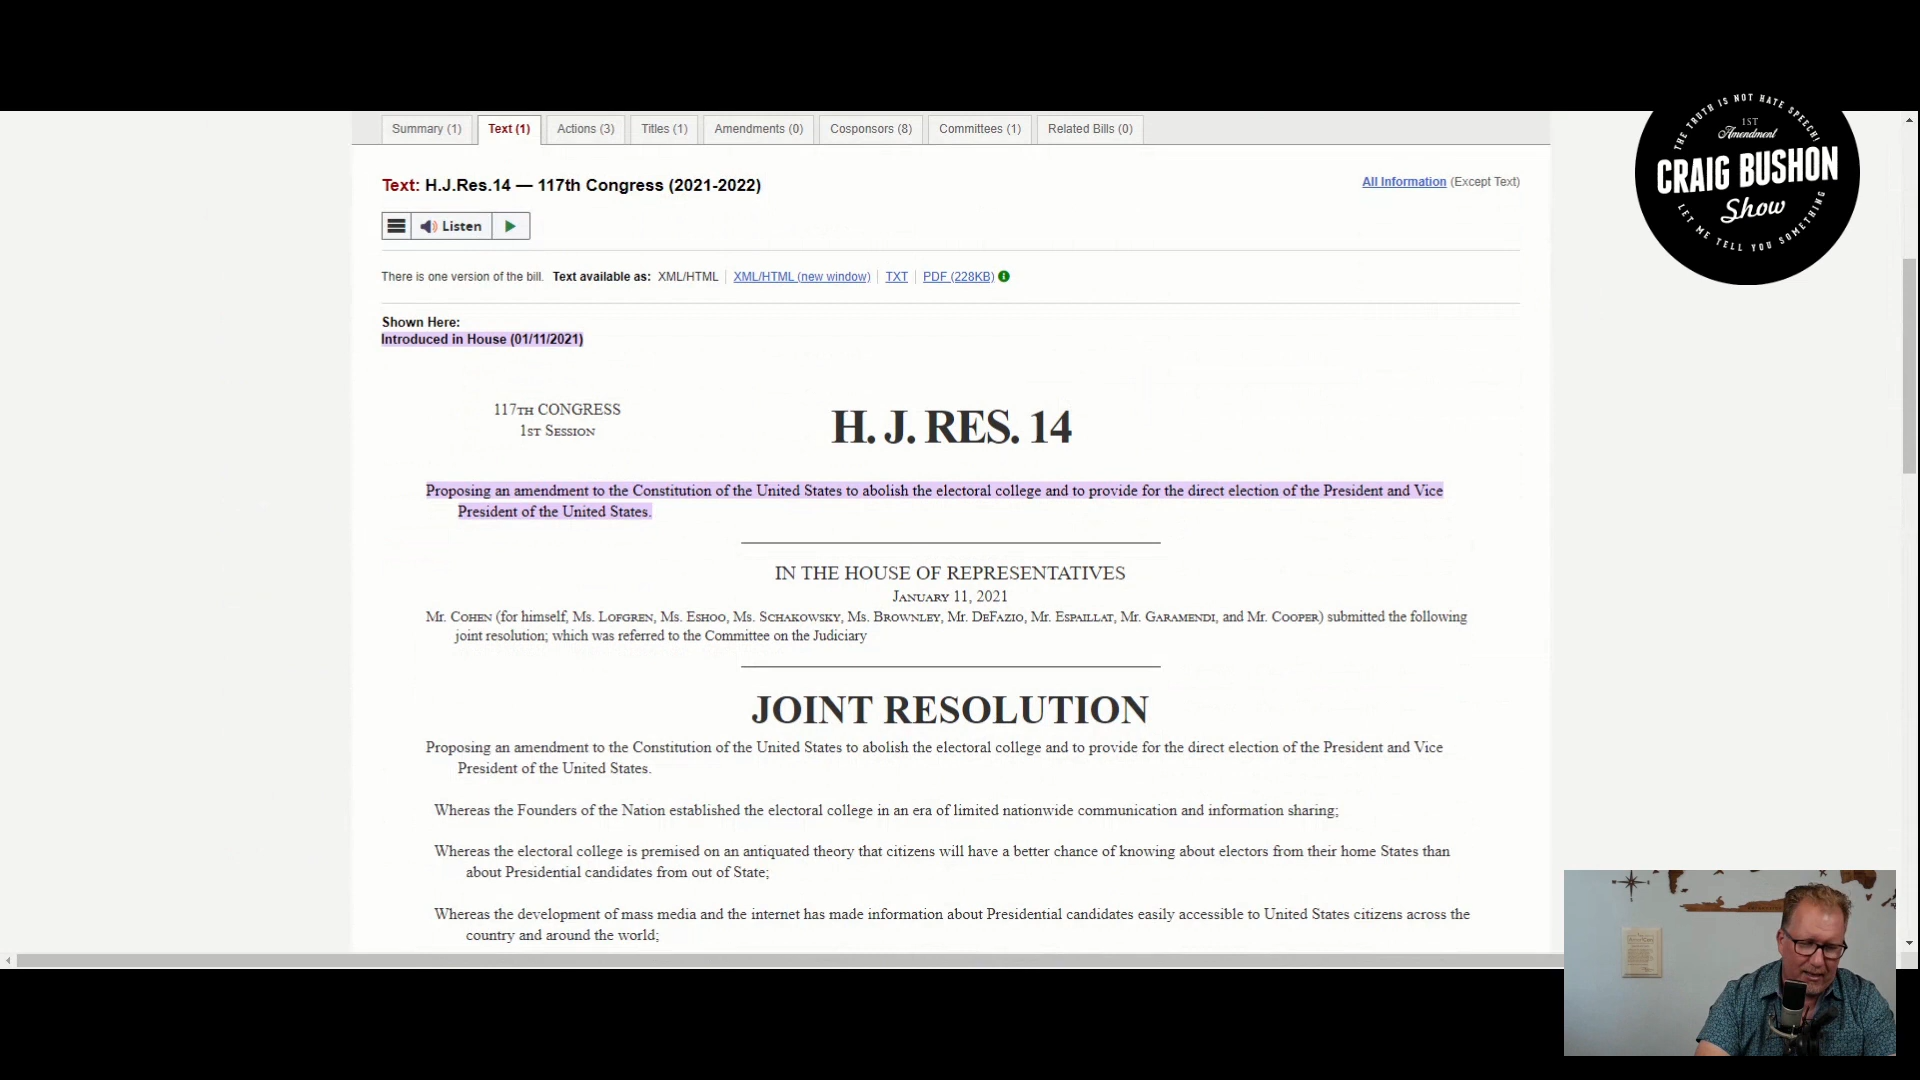 Summary (1) Text (1) Actions (3) Titles (1) Amendments (0) Cosponsors (8) Committees (1) Related Bills (0)
THE TRUTH IS NOT HATE SPEECH!
1ST
Amendment
CRAIG BUSHON
Show
LET ME TELL YOU SOMETHING
Text: H.J.Res.14 — 117th Congress (2021-2022)
All Information (Except Text)
Listen
There is one version of the bill. Text available as: XML/HTML XML/HTML (new window) TXT PDF (228KB)
Shown Here:
Introduced in House (01/11/2021)
117TH CONGRESS
1ST SESSION
H. J. RES. 14
Proposing an amendment to the Constitution of the United States to abolish the electoral college and to provide for the direct election of the President and Vice
President of the United States.
IN THE HOUSE OF REPRESENTATIVES
JANUARY 11, 2021
Mr. COHEN (for himself, Ms. LOFGREN, Ms. ESHOO, Ms. SCHAKOWSKY, Ms. BROWNLEY, Mr. DEFAZIO, Mr. ESPAILLAT, Mr. GARAMENDI, and Mr. COOPER) submitted the following
joint resolution; which was referred to the Committee on the Judiciary
JOINT RESOLUTION
Proposing an amendment to the Constitution of the United States to abolish the electoral college and to provide for the direct election of the President and Vice
President of the United States.
Whereas the Founders of the Nation established the electoral college in an era of limited nationwide communication and information sharing;
Whereas the electoral college is premised on an antiquated theory that citizens will have a better chance of knowing about electors from their home States than
about Presidential candidates from out of State;
Whereas the development of mass media and the internet has made information about Presidential candidates easily accessible to United States citizens across the
country and around the world;